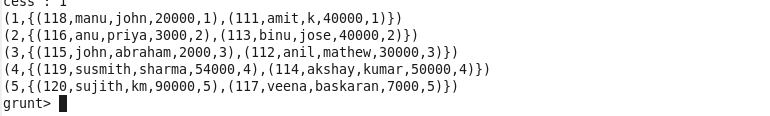 cess : 1
(1,{(118,manu,john,20000,1),(111,amit,k,40000,1)})
(2,{(116,anu,priya,3000,2),(113,binu,jose,40000,2)})
(3,{(115,john,abraham,2000,3),(112,anil,mathew,30000,3)})
(4,{(119,susmith,sharma,54000,4),(114,akshay,kumar,50000,4)})
(5,{(120,sujith,km,90000,5),(117,veena,baskaran,7000,5)})
grunt>